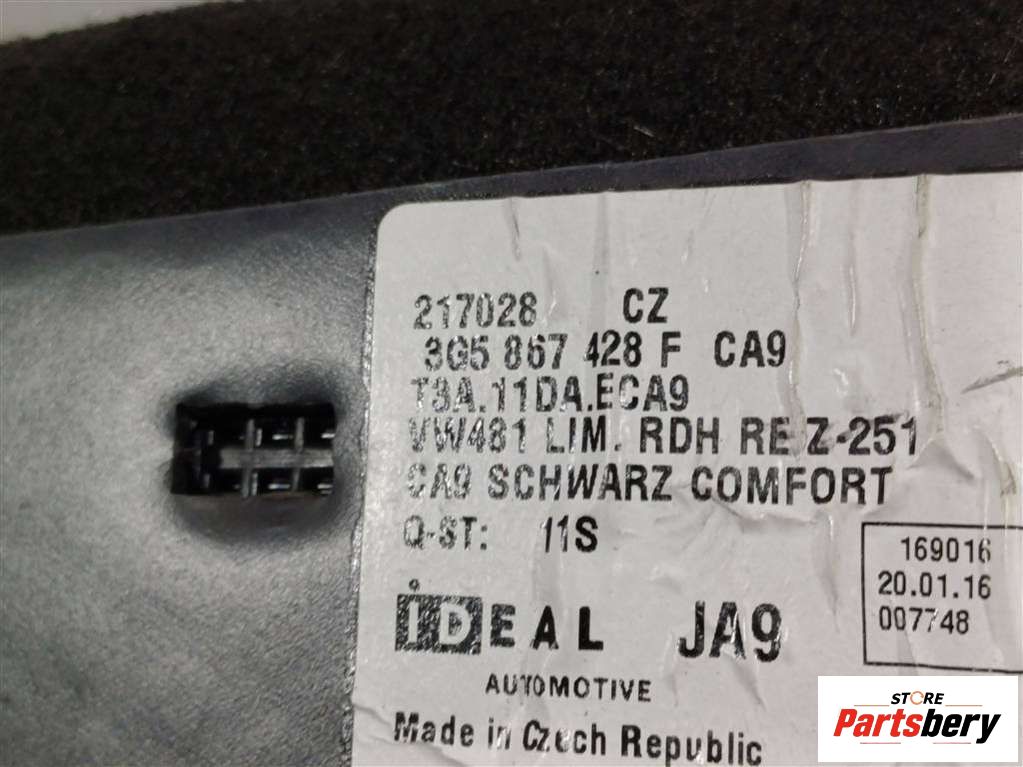 217028 CZ
3G5 867 428 F CA9
T3A.11DA.ECA9
VW481 LIM. RDH RE Z-251
CA9 SCHWARZ COMFORT
Q-ST: 11S
169016
20.01.16
007748
iDEAL JA9
AUTOMOTIVE
Made in Czech Republic
STORE
Partsbery